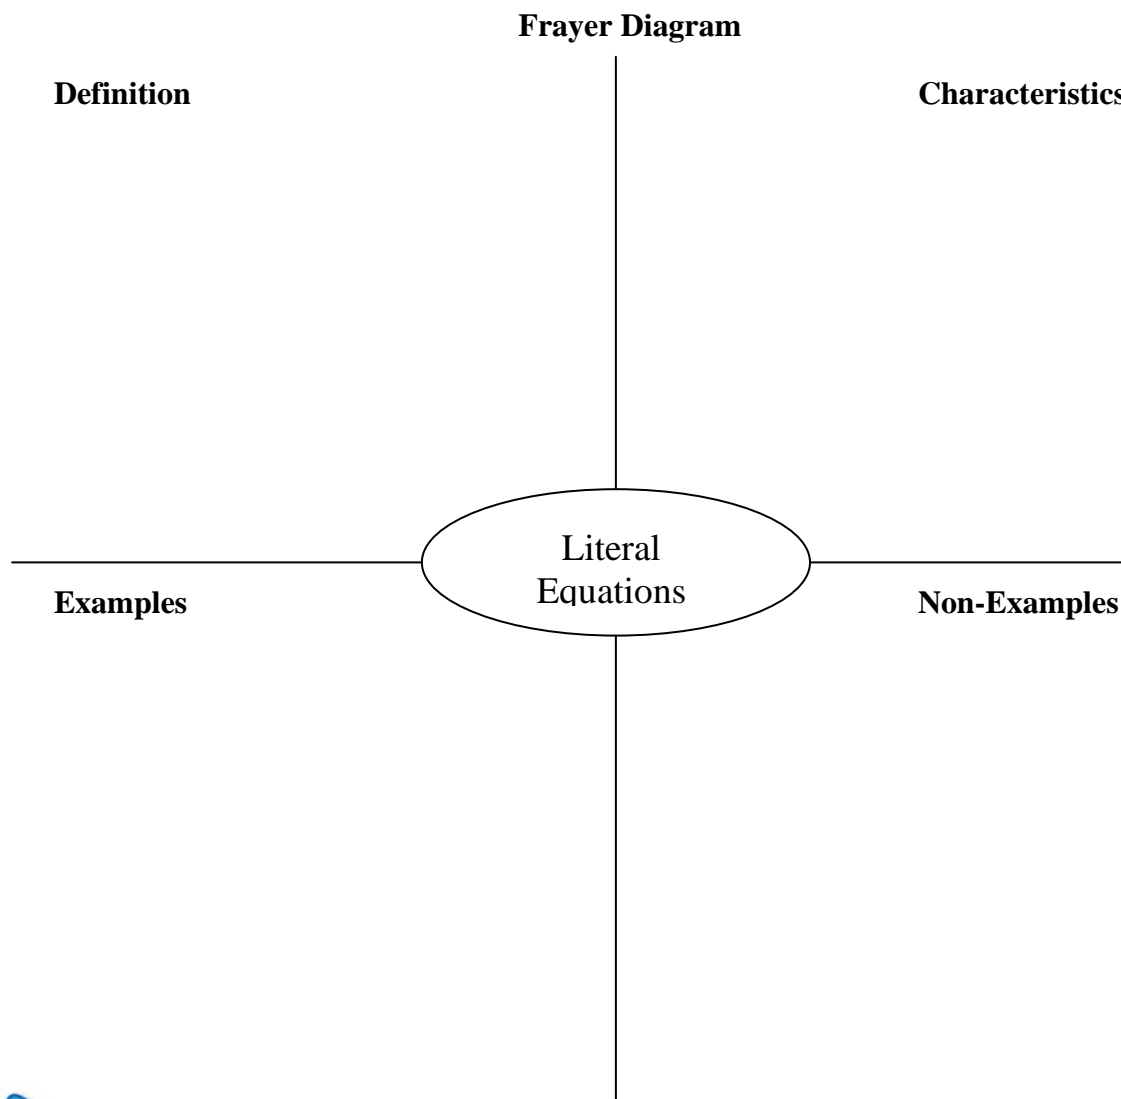 Frayer Diagram
Definition
Characteristics
Literal
Equations
Examples
Non-Examples